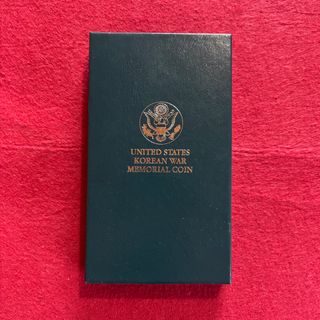 UNITED STATES
KOREAN WAR
MEMORIAL COIN